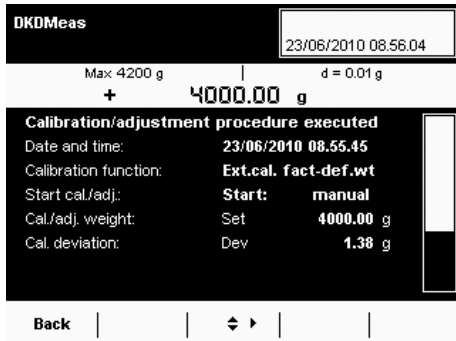 DKDMeas
23/06/2010 08.56.04
Max 4200 g d = 0.01 g
+ 4000.00 g
Calibration/adjustment procedure executed
Date and time: 23/06/2010 08.55.45
Calibration function: Ext.cal. fact-def.wt
Start cal./adj.: Start: manual
Cal./adj. weight: Set 4000.00 g
Cal. deviation: Dev 1.38 g
Back